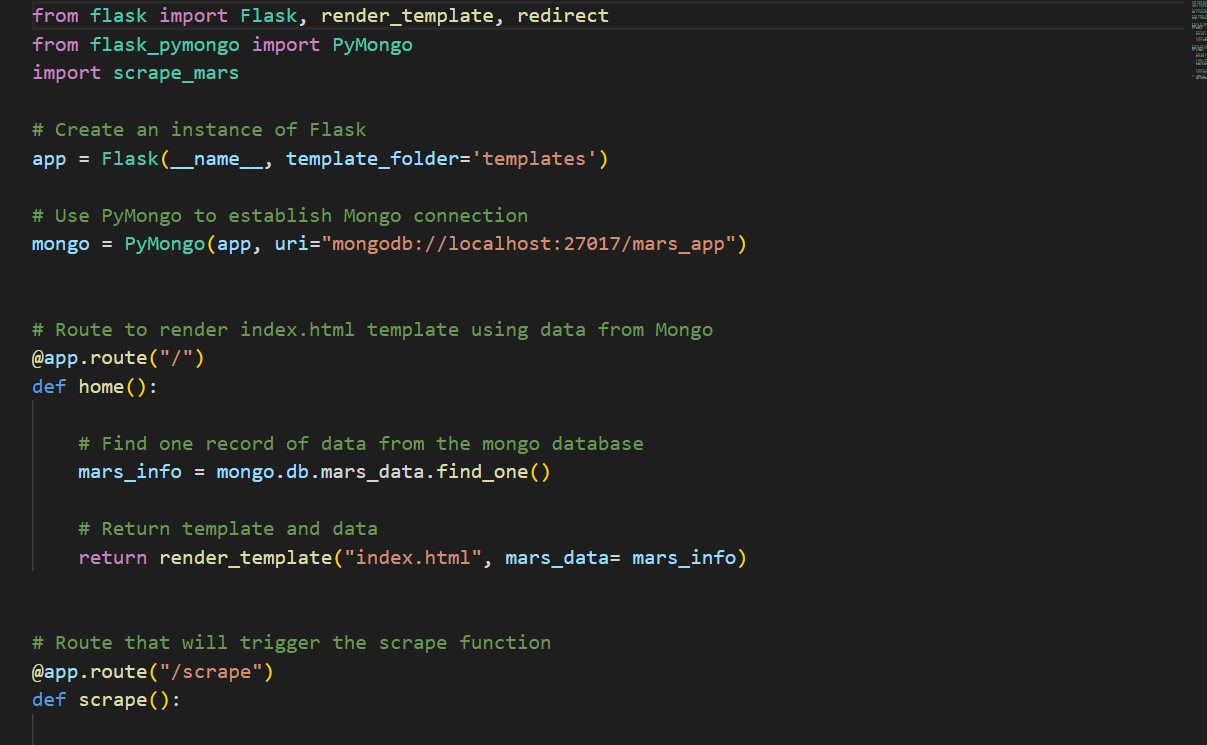 from flask import Flask, render_template, redirect
from flask_pymongo import PyMongo
import scrape_mars
# Create an instance of Flask
app = Flask(__name__, template_folder='templates')
# Use PyMongo to establish Mongo connection
mongo = PyMongo(app, uri="mongodb://localhost:27017/mars_app")
# Route to render index.html template using data from Mongo
@app.route("/")
def home():
    # Find one record of data from the mongo database
    mars_info = mongo.db.mars_data.find_one()
    # Return template and data
    return render_template("index.html", mars_data= mars_info)
# Route that will trigger the scrape function
@app.route("/scrape")
def scrape():